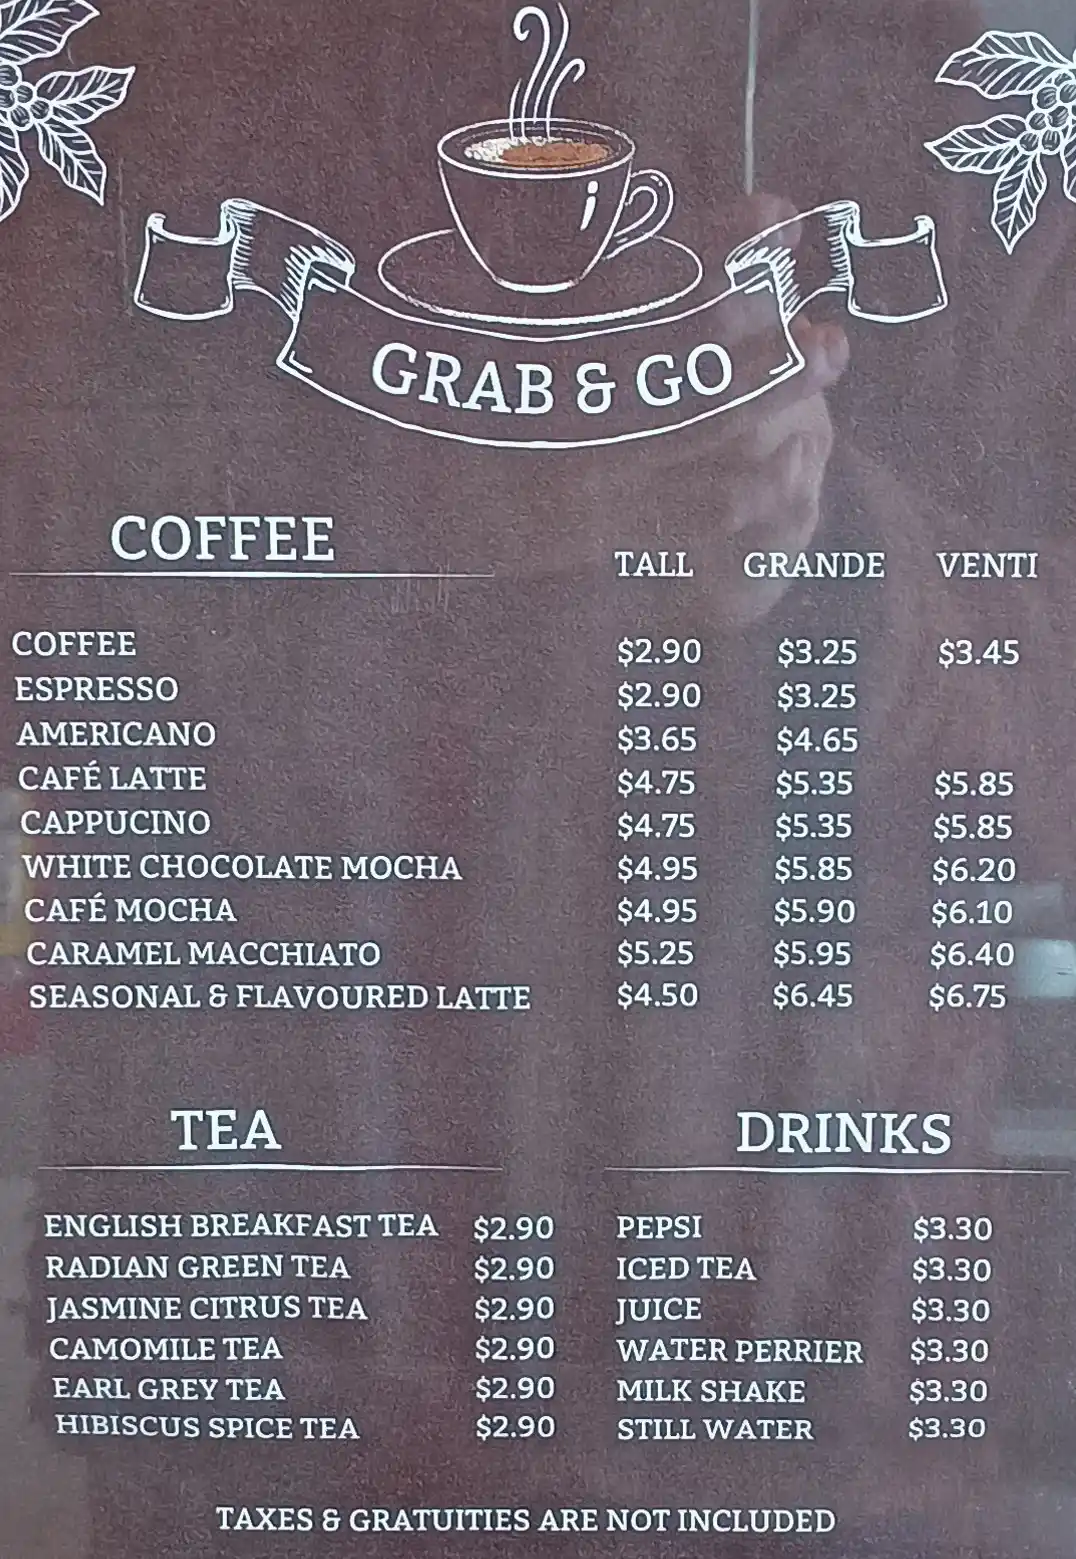 GRAB & GO
COFFEE
TALL GRANDE VENTI
COFFEE $2.90 $3.25 $3.45
ESPRESSO $2.90 $3.25
AMERICANO $3.65 $4.65
CAFÉ LATTE $4.75 $5.35 $5.85
CAPPUCINO $4.75 $5.35 $5.85
WHITE CHOCOLATE MOCHA $4.95 $5.85 $6.20
CAFÉ MOCHA $4.95 $5.90 $6.10
CARAMEL MACCHIATO $5.25 $5.95 $6.40
SEASONAL & FLAVOURED LATTE $4.50 $6.45 $6.75
TEA
ENGLISH BREAKFAST TEA $2.90
RADIAN GREEN TEA $2.90
JASMINE CITRUS TEA $2.90
CAMOMILE TEA $2.90
EARL GREY TEA $2.90
HIBISCUS SPICE TEA $2.90
DRINKS
PEPSI $3.30
ICED TEA $3.30
JUICE $3.30
WATER PERRIER $3.30
MILK SHAKE $3.30
STILL WATER $3.30
TAXES & GRATUITIES ARE NOT INCLUDED